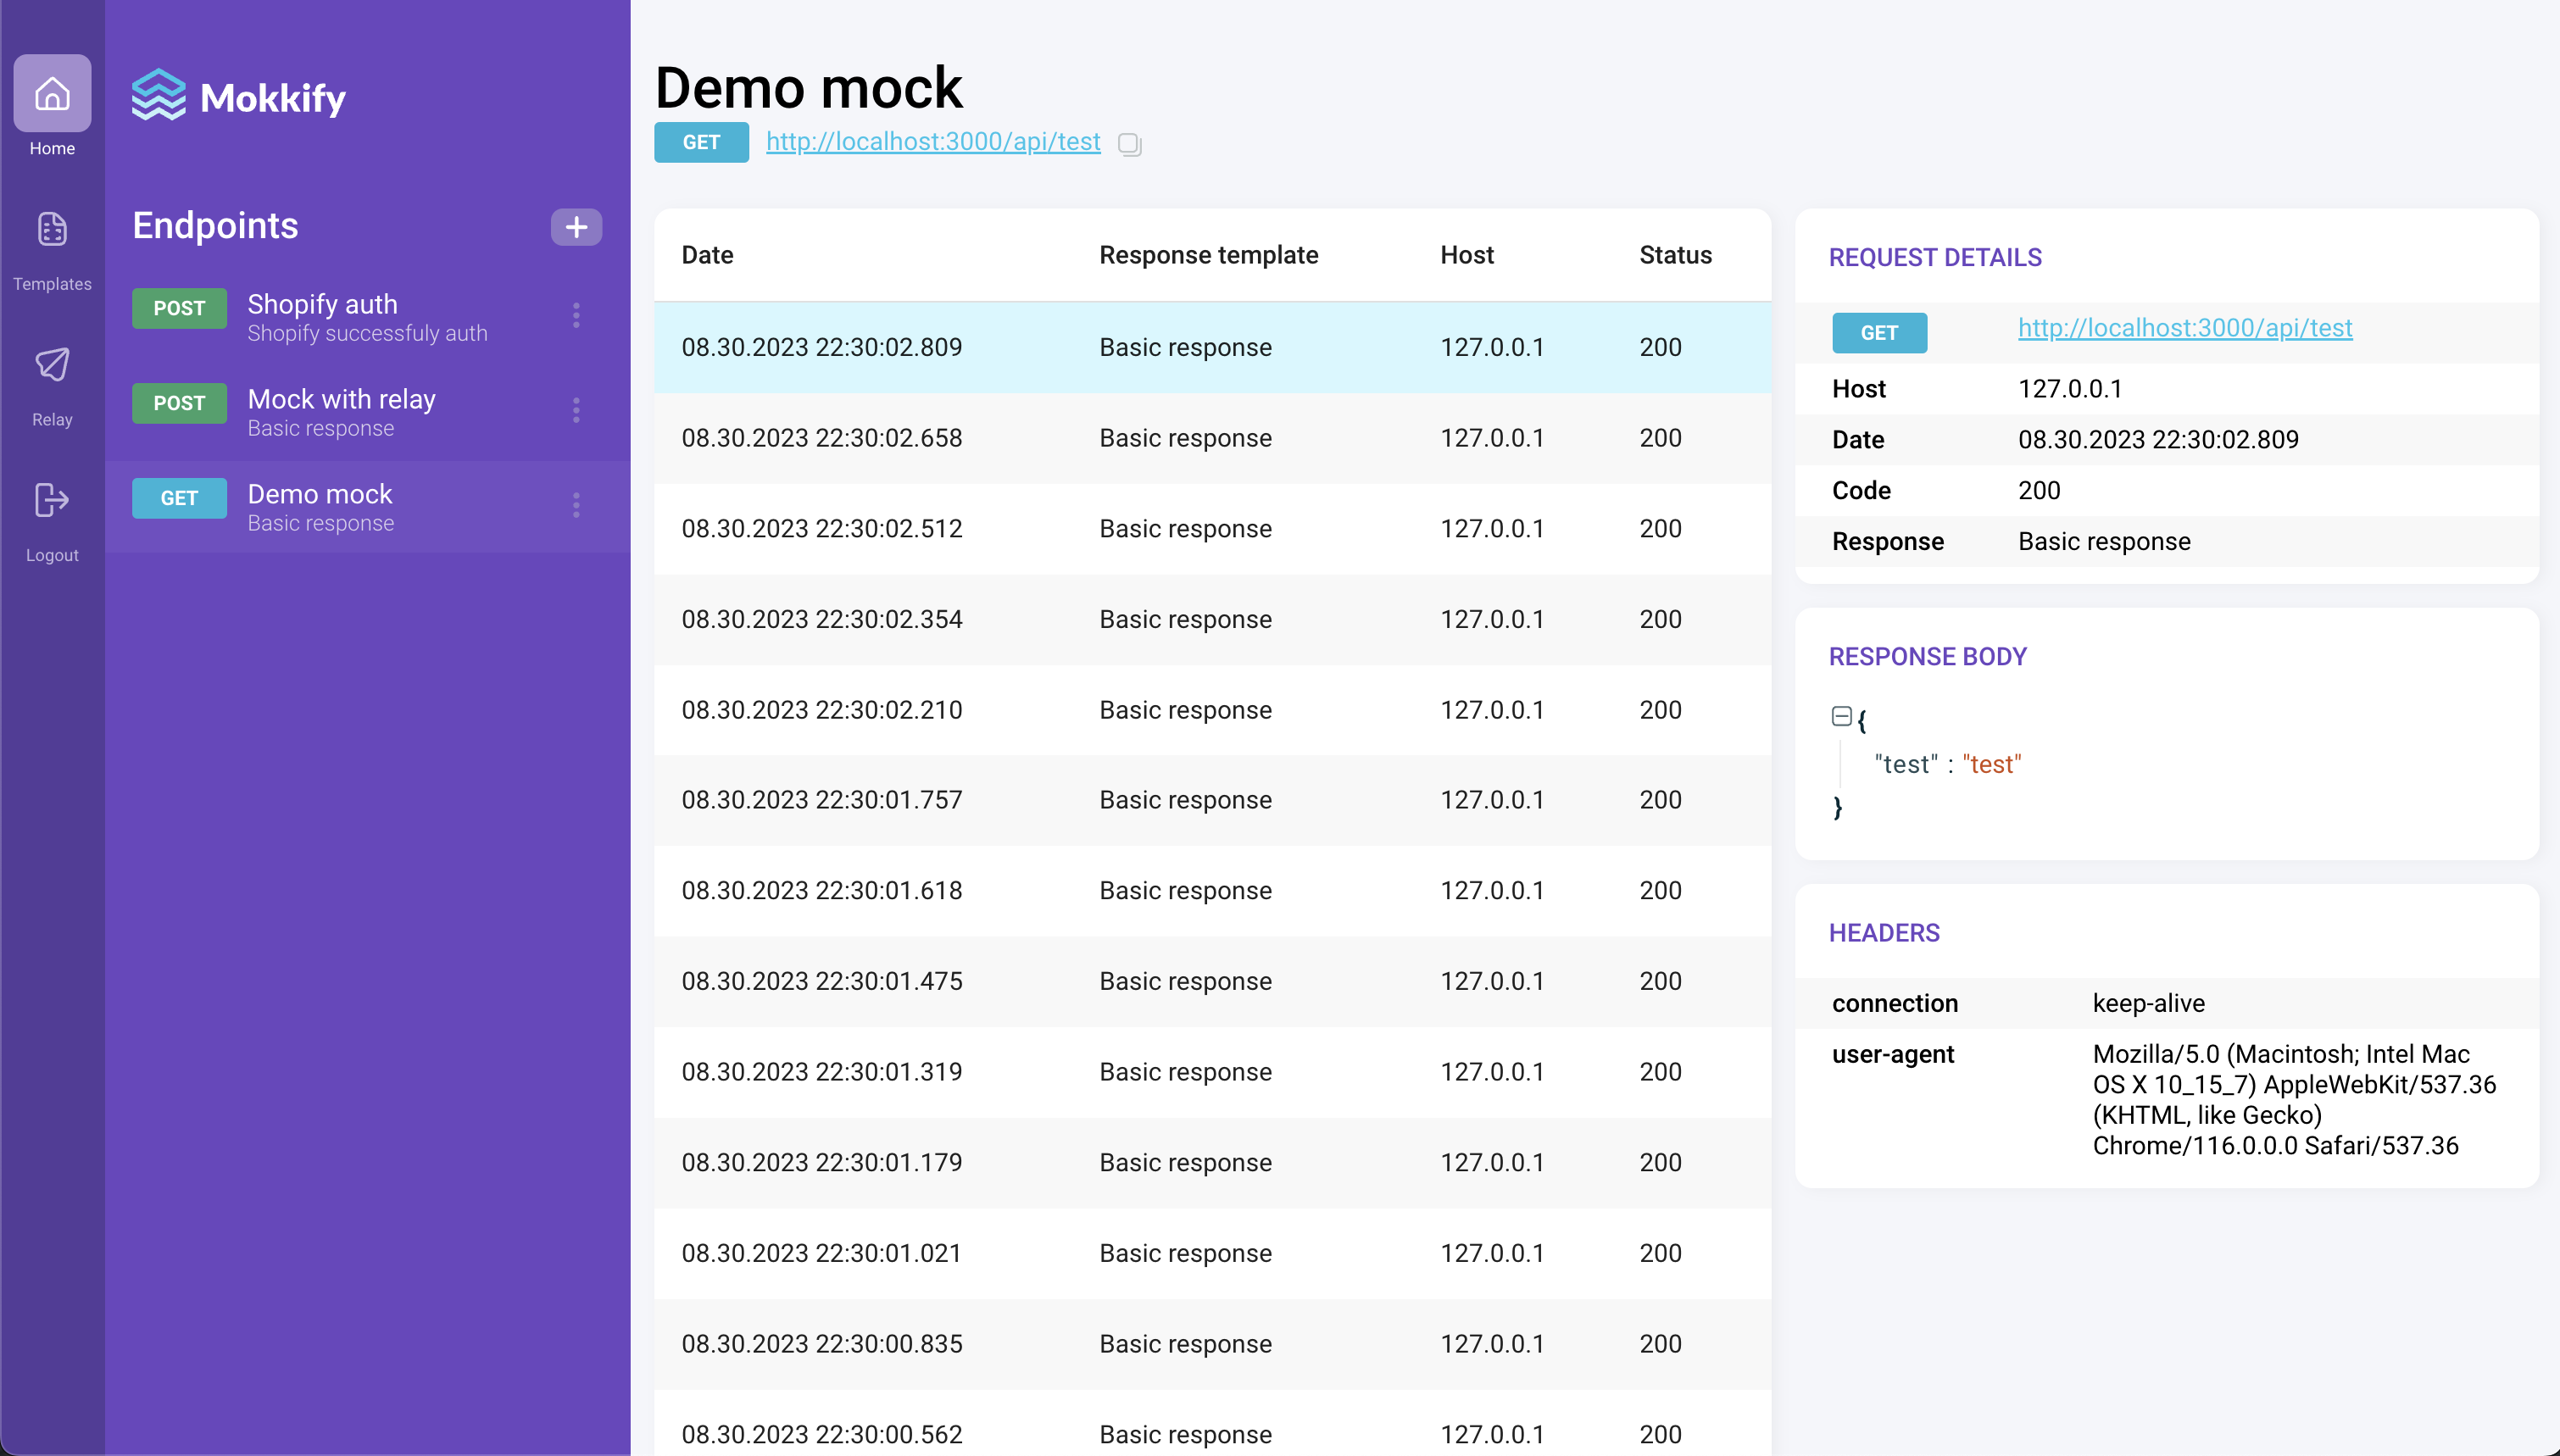 Home
Templates
Relay
Logout
Mokkify
Endpoints
POST Shopify auth
Shopify successfuly auth
POST Mock with relay
Basic response
GET Demo mock
Basic response
Demo mock
GET http://localhost:3000/api/test
Date Response template Host Status
08.30.2023 22:30:02.809 Basic response 127.0.0.1 200
08.30.2023 22:30:02.658 Basic response 127.0.0.1 200
08.30.2023 22:30:02.512 Basic response 127.0.0.1 200
08.30.2023 22:30:02.354 Basic response 127.0.0.1 200
08.30.2023 22:30:02.210 Basic response 127.0.0.1 200
08.30.2023 22:30:01.757 Basic response 127.0.0.1 200
08.30.2023 22:30:01.618 Basic response 127.0.0.1 200
08.30.2023 22:30:01.475 Basic response 127.0.0.1 200
08.30.2023 22:30:01.319 Basic response 127.0.0.1 200
08.30.2023 22:30:01.179 Basic response 127.0.0.1 200
08.30.2023 22:30:01.021 Basic response 127.0.0.1 200
08.30.2023 22:30:00.835 Basic response 127.0.0.1 200
08.30.2023 22:30:00.562 Basic response 127.0.0.1 200
REQUEST DETAILS
GET http://localhost:3000/api/test
Host 127.0.0.1
Date 08.30.2023 22:30:02.809
Code 200
Response Basic response
RESPONSE BODY
{
"test" : "test"
}
HEADERS
connection keep-alive
user-agent Mozilla/5.0 (Macintosh; Intel Mac
OS X 10_15_7) AppleWebKit/537.36
(KHTML, like Gecko)
Chrome/116.0.0.0 Safari/537.36